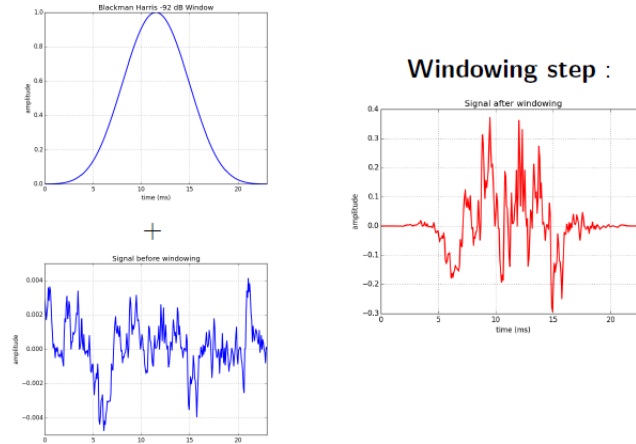 Blackman Harris -92 dB Window
1.0
0.8
0.6
0.4
0.2
0.0
amplitude
0 5 10 15 20
time (ms)
+
Signal before windowing
0.004
0.002
0.000
−0.002
−0.004
amplitude
0 5 10 15 20
time (ms)
Windowing step :
Signal after windowing
0.4
0.3
0.2
0.1
0.0
−0.1
−0.2
−0.3
amplitude
0 5 10 15 20
time (ms)